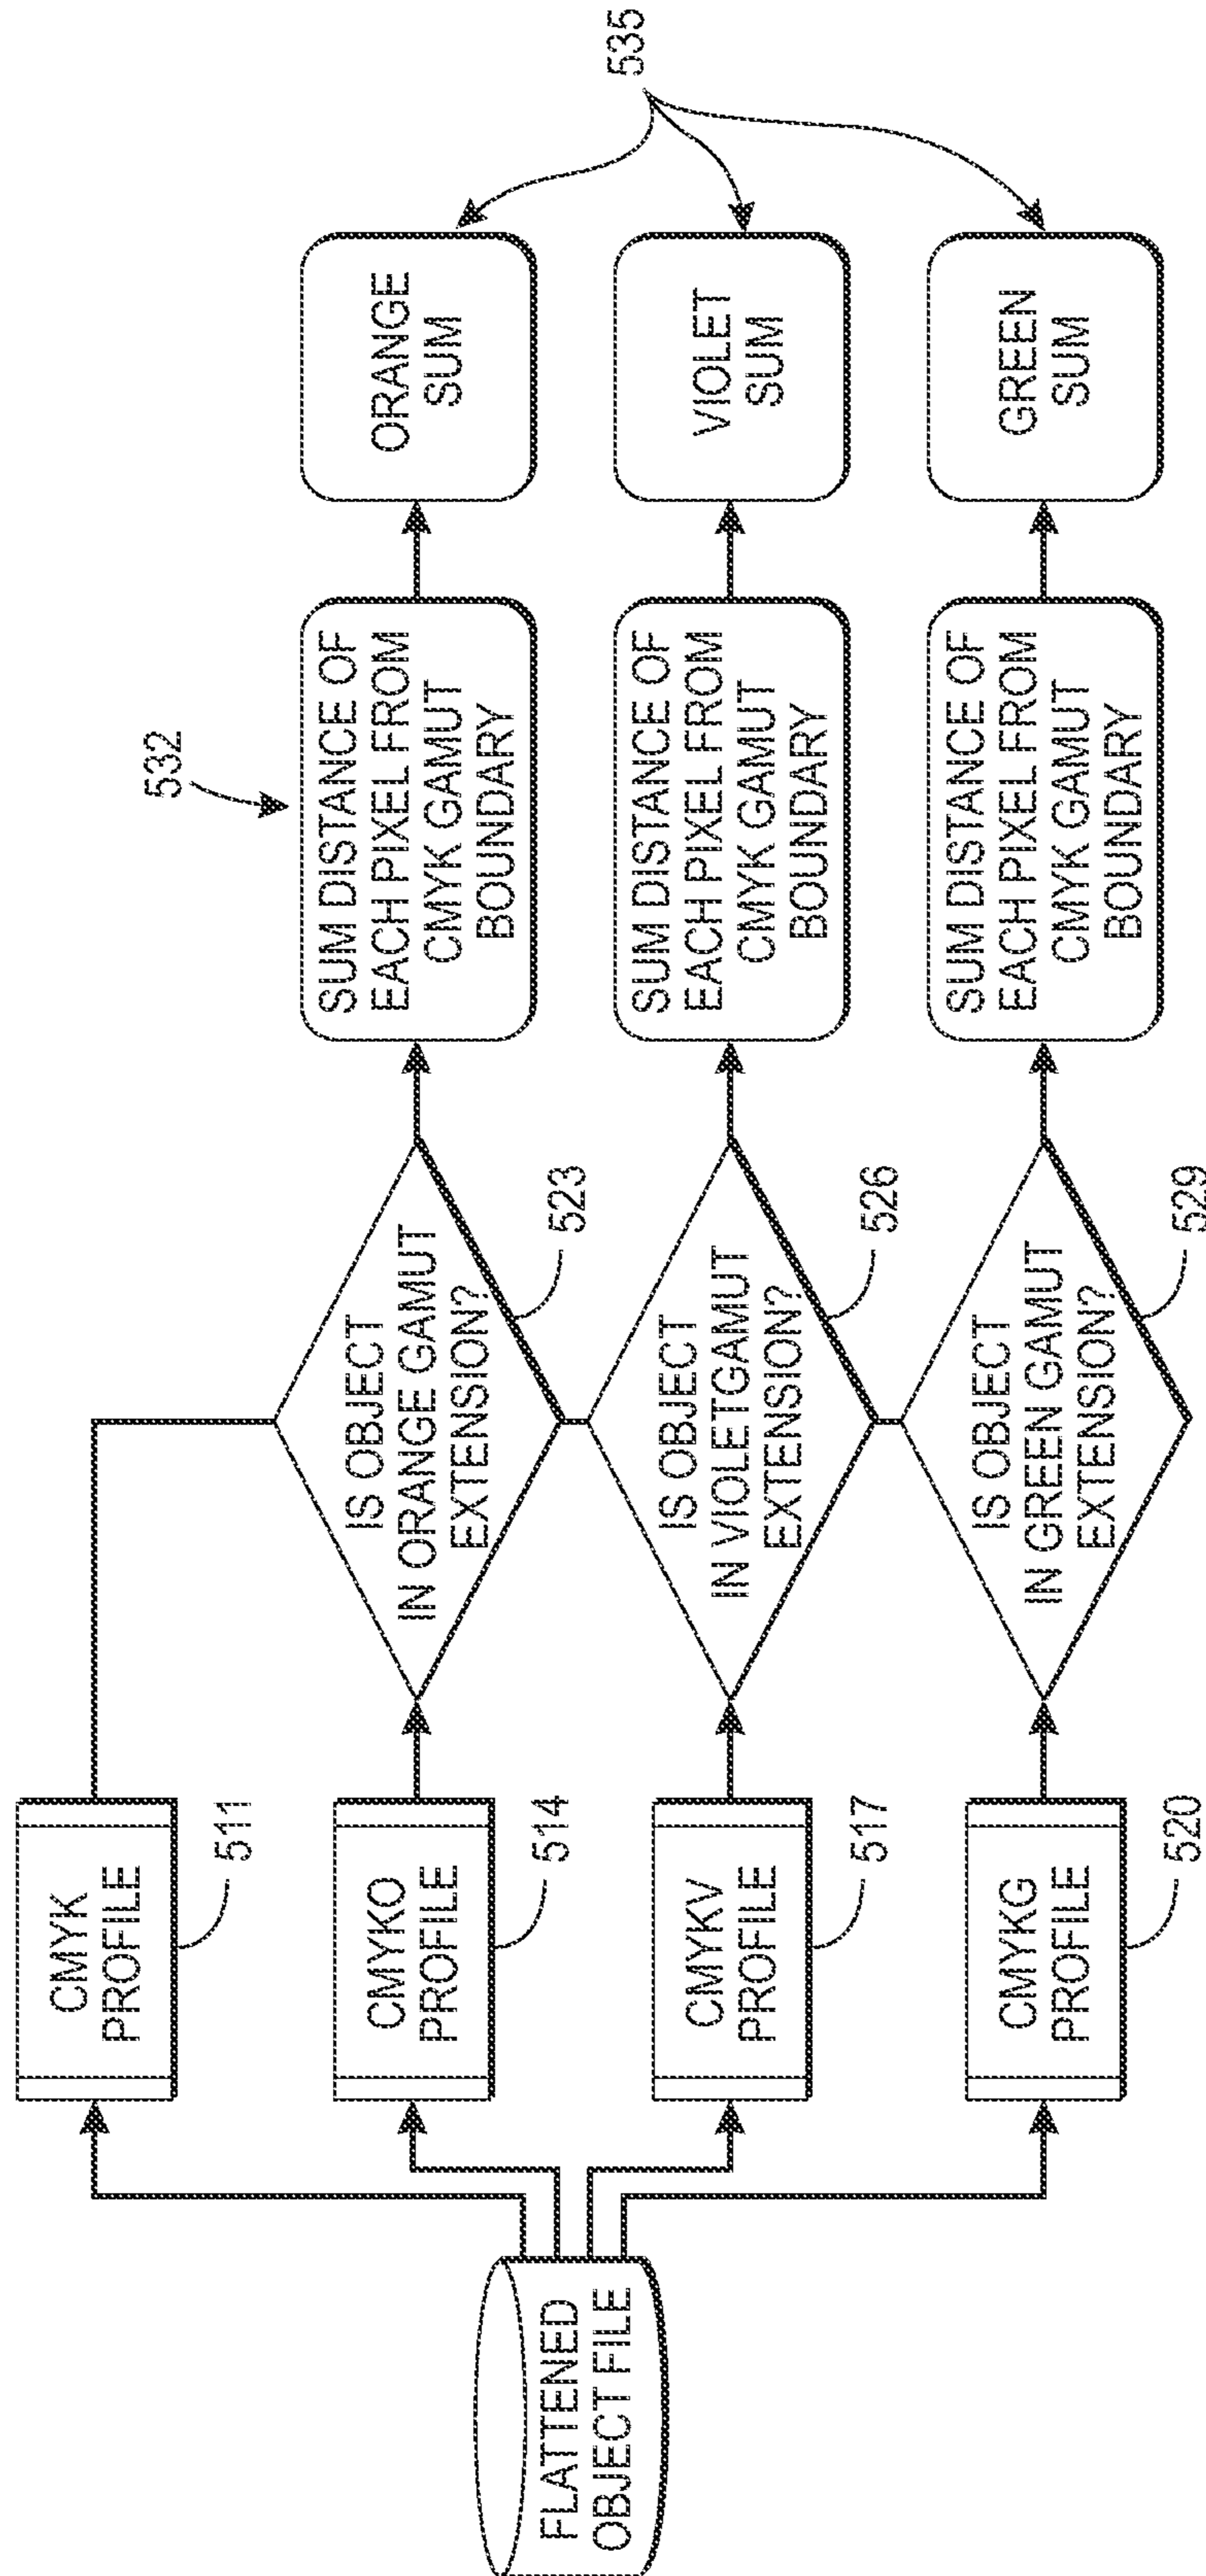 FLATTENED
OBJECT FILE
CMYK
PROFILE
511
CMYKO
PROFILE
514
CMYKV
PROFILE
517
CMYKG
PROFILE
520
IS OBJECT
IN ORANGE GAMUT
EXTENSION?
523
IS OBJECT
IN VIOLETGAMUT
EXTENSION?
526
IS OBJECT
IN GREEN GAMUT
EXTENSION?
529
532
SUM DISTANCE OF
EACH PIXEL FROM
CMYK GAMUT
BOUNDARY
SUM DISTANCE OF
EACH PIXEL FROM
CMYK GAMUT
BOUNDARY
SUM DISTANCE OF
EACH PIXEL FROM
CMYK GAMUT
BOUNDARY
ORANGE
SUM
VIOLET
SUM
GREEN
SUM
535